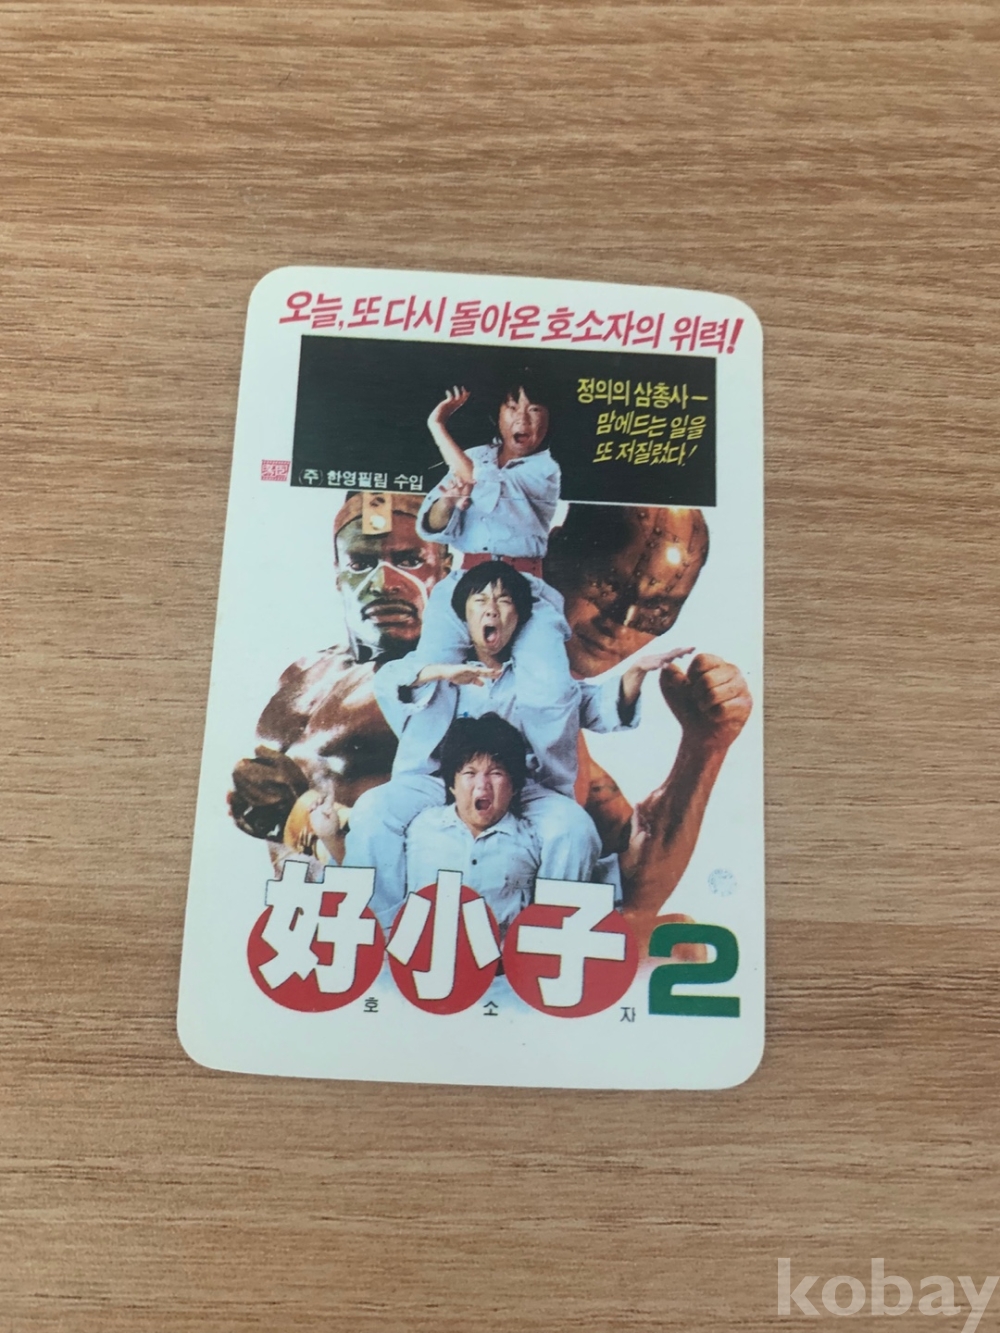 오늘, 또 다시 돌아온 호소자의 위력!
정의의 삼총사-
맘에드는 일을
또 저질렀다!
(주) 한영필림 수입
好小子2
호 소 자
kobay